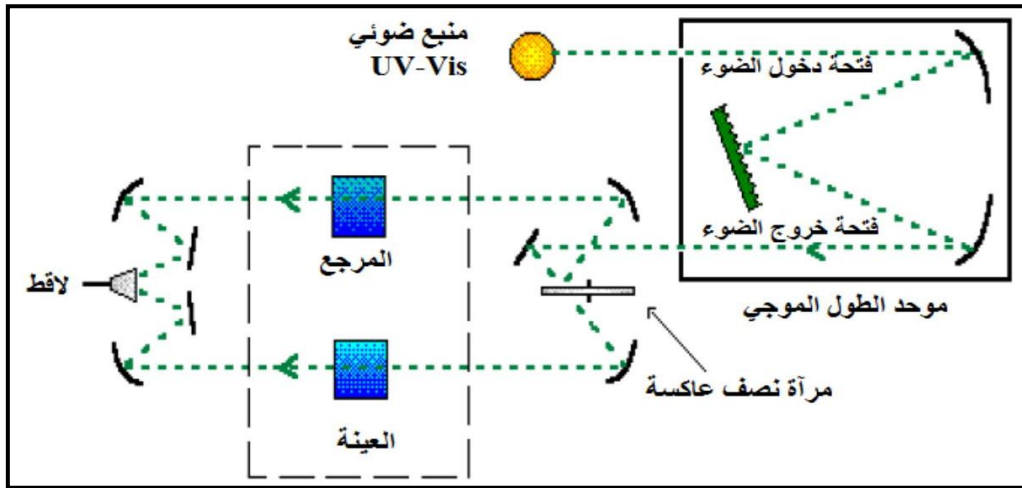 منبع ضوئي
UV-Vis
فتحة دخول الضوء
فتحة خروج الضوء
المرجع
لاقط
موحد الطول الموجي
مرآة نصف عاكسة
العينة